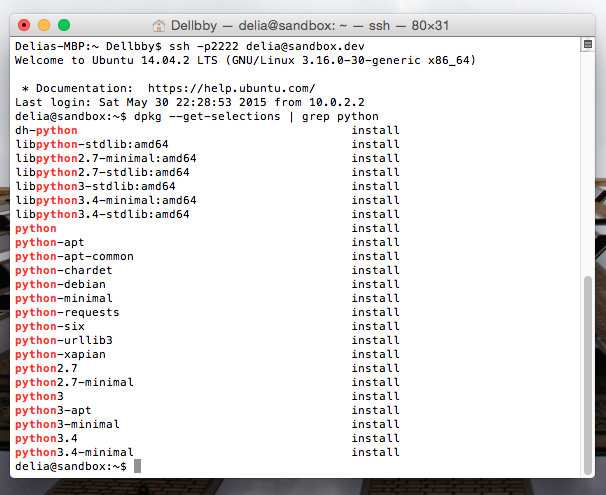 Dellbby — delia@sandbox: ~ — ssh — 80×31
Delias-MBP:~ Dellbby$ ssh -p2222 delia@sandbox.dev
Welcome to Ubuntu 14.04.2 LTS (GNU/Linux 3.16.0-30-generic x86_64)
* Documentation:  https://help.ubuntu.com/
Last login: Sat May 30 22:28:53 2015 from 10.0.2.2
delia@sandbox:~$ dpkg --get-selections | grep python
dh-python install
libpython-stdlib:amd64 install
libpython2.7-minimal:amd64 install
libpython2.7-stdlib:amd64 install
libpython3-stdlib:amd64 install
libpython3.4-minimal:amd64 install
libpython3.4-stdlib:amd64 install
python install
python-apt install
python-apt-common install
python-chardet install
python-debian install
python-minimal install
python-requests install
python-six install
python-urllib3 install
python-xapian install
python2.7 install
python2.7-minimal install
python3 install
python3-apt install
python3-minimal install
python3.4 install
python3.4-minimal install
delia@sandbox:~$